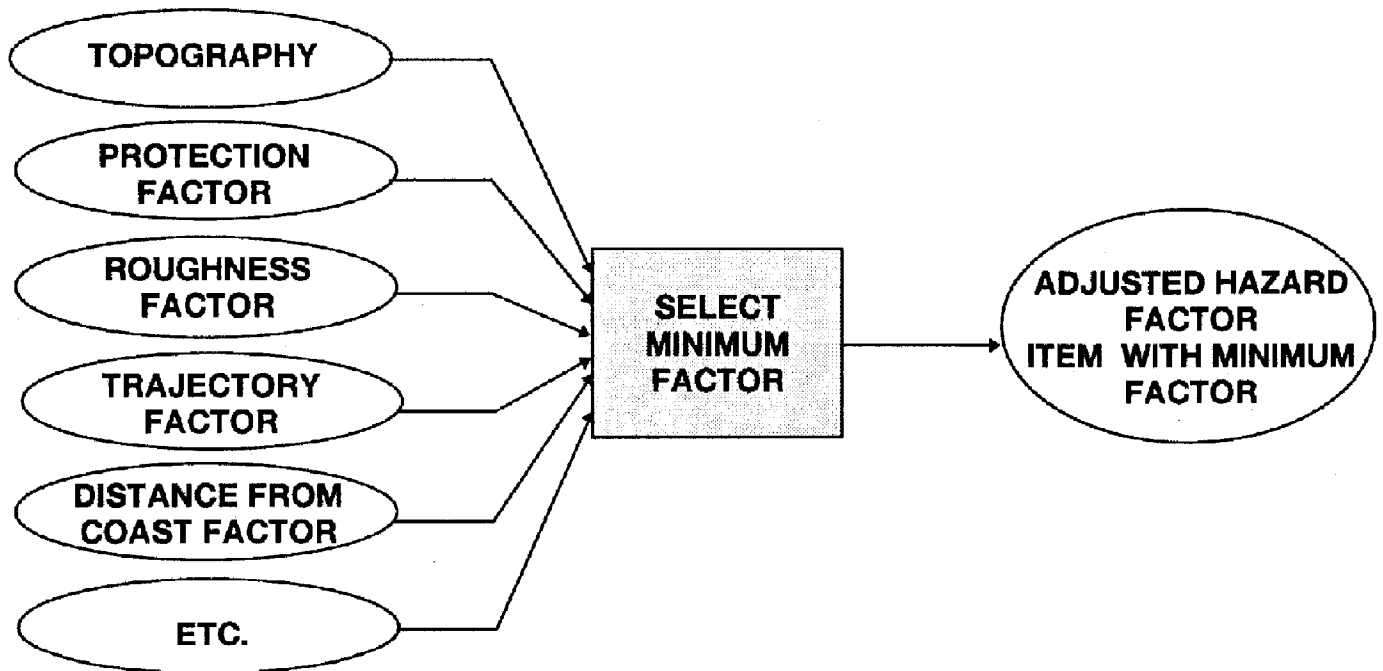 TOPOGRAPHY
PROTECTION
FACTOR
ROUGHNESS
FACTOR
TRAJECTORY
FACTOR
DISTANCE FROM
COAST FACTOR
ETC.
SELECT
MINIMUM
FACTOR
ADJUSTED HAZARD
FACTOR
ITEM WITH MINIMUM
FACTOR